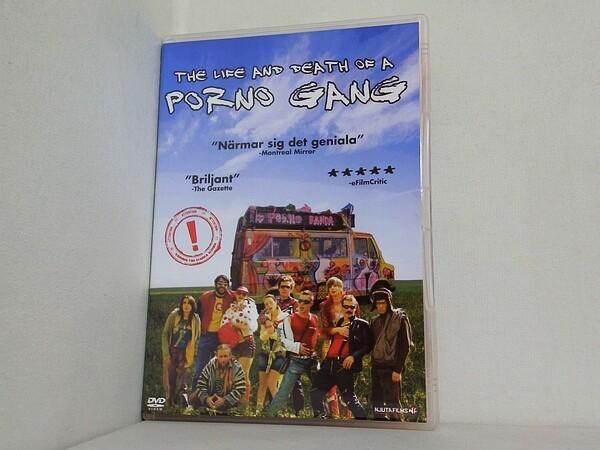 THE LIFE AND DEATH OF A
PORNO GANG
"Närmar sig det geniala"
-Montreal Mirror
"Briljant"
-The Gazette
-eFilmCritic
PORNO BANDA
!
DVD
VIDEO
NJUTAFILMS